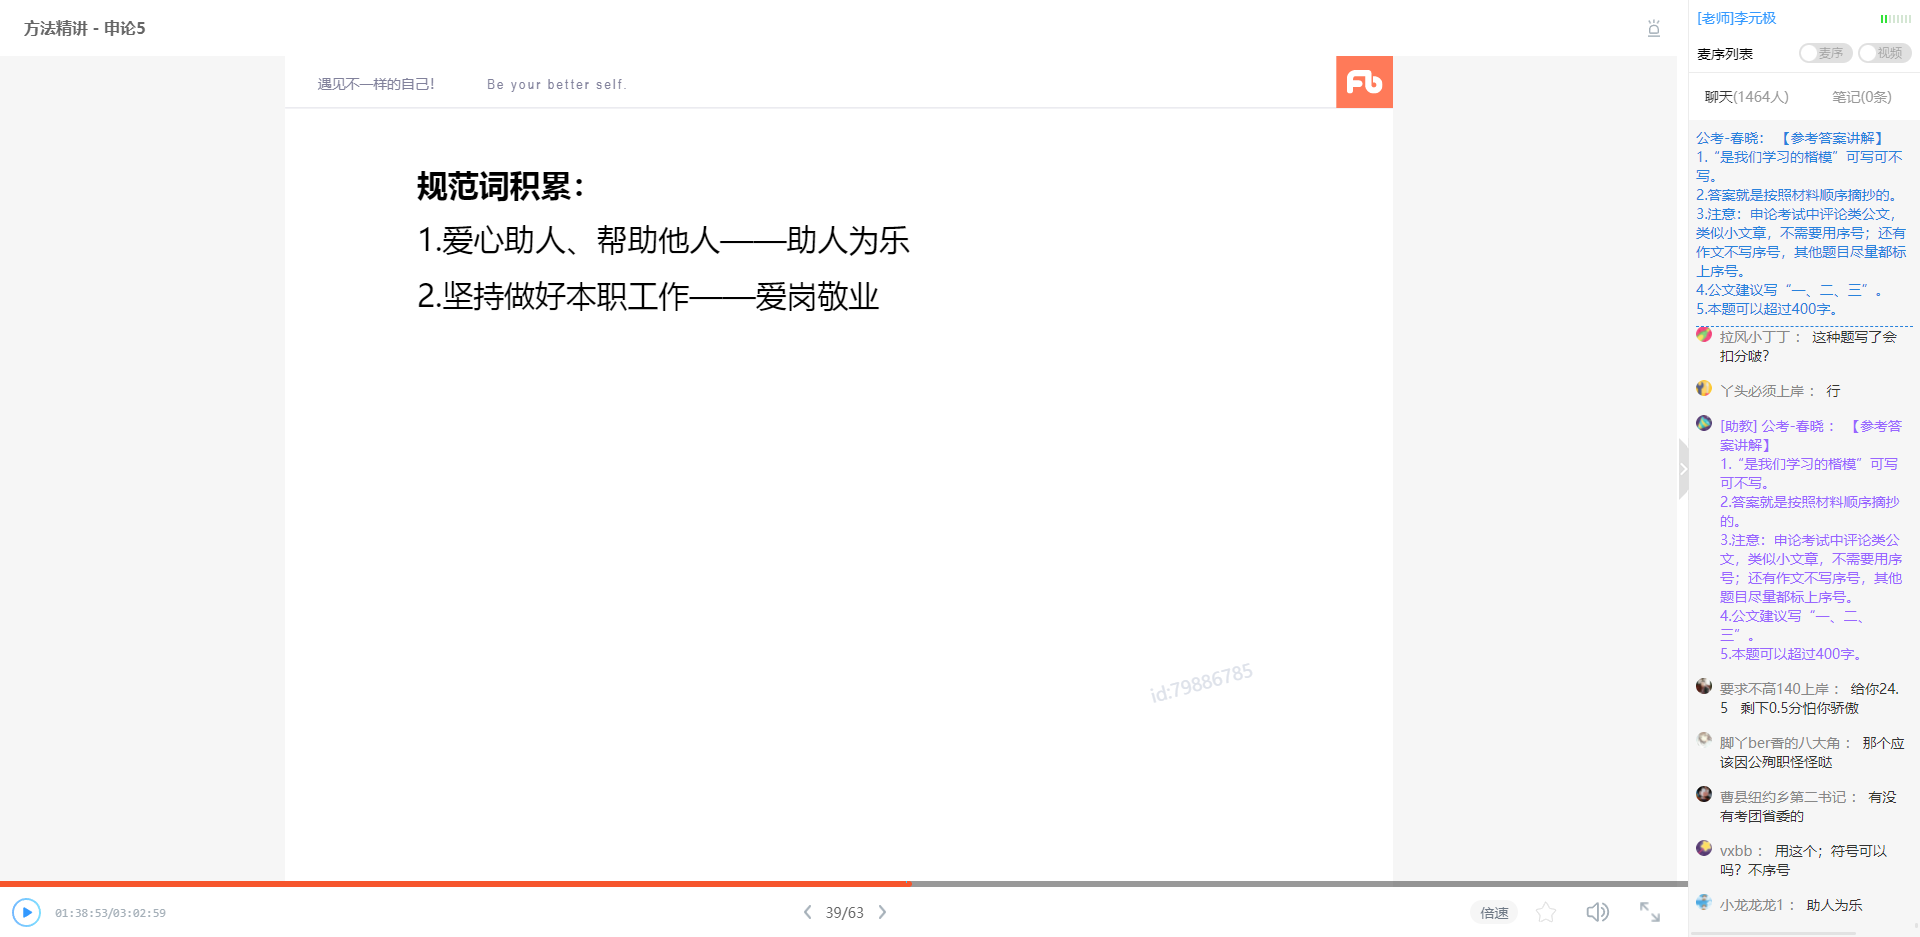 方法精讲 - 申论5
遇见不一样的自己！ Be your better self.
Fb
规范词积累：
1.爱心助人、帮助他人——助人为乐
2.坚持做好本职工作——爱岗敬业
id:79886785
01:38:53/03:02:59
39/63
倍速
[老师]李元极
麦序列表 麦序 视频
聊天(1464人) 笔记(0条)
公考-春晓： 【参考答案讲解】
1.“是我们学习的楷模”可写可不
写。
2.答案就是按照材料顺序摘抄的。
3.注意：申论考试中评论类公文，
类似小文章，不需要用序号；还有
作文不写序号，其他题目尽量都标
上序号。
4.公文建议写“一、二、三”。
5.本题可以超过400字。
拉风小丁丁： 这种题写了会
扣分啵?
丫头必须上岸： 行
[助教] 公考-春晓： 【参考答
案讲解】
1.“是我们学习的楷模”可写
可不写。
2.答案就是按照材料顺序摘抄
的。
3.注意：申论考试中评论类公
文，类似小文章，不需要用序
号；还有作文不写序号，其他
题目尽量都标上序号。
4.公文建议写“一、二、
三”。
5.本题可以超过400字。
要求不高140上岸： 给你24.
5 剩下0.5分怕你骄傲
脚丫ber香的八大角： 那个应
该因公殉职怪怪哒
曹县纽约乡第二书记： 有没
有考团省委的
vxbb： 用这个；符号可以
吗？不序号
小龙龙龙1： 助人为乐